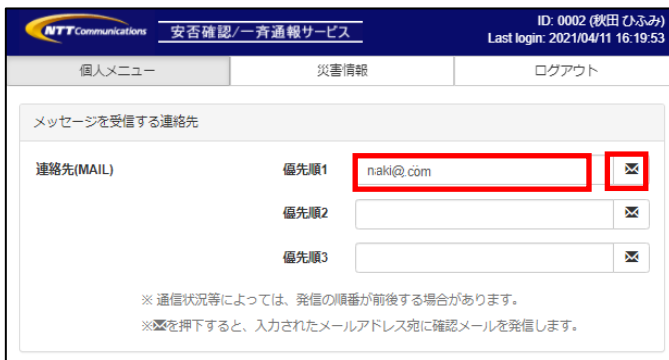 NTT Communications 安否確認/一斉通報サービス
ID: 0002 (秋田 ひふみ)
Last login: 2021/04/11 16:19:53
個人メニュー 災害情報 ログアウト
メッセージを受信する連絡先
連絡先(MAIL) 優先順1 naki@.com
優先順2
優先順3
※ 通信状況等によっては、発信の順番が前後する場合があります。
※✉を押下すると、入力されたメールアドレス宛に確認メールを発信します。